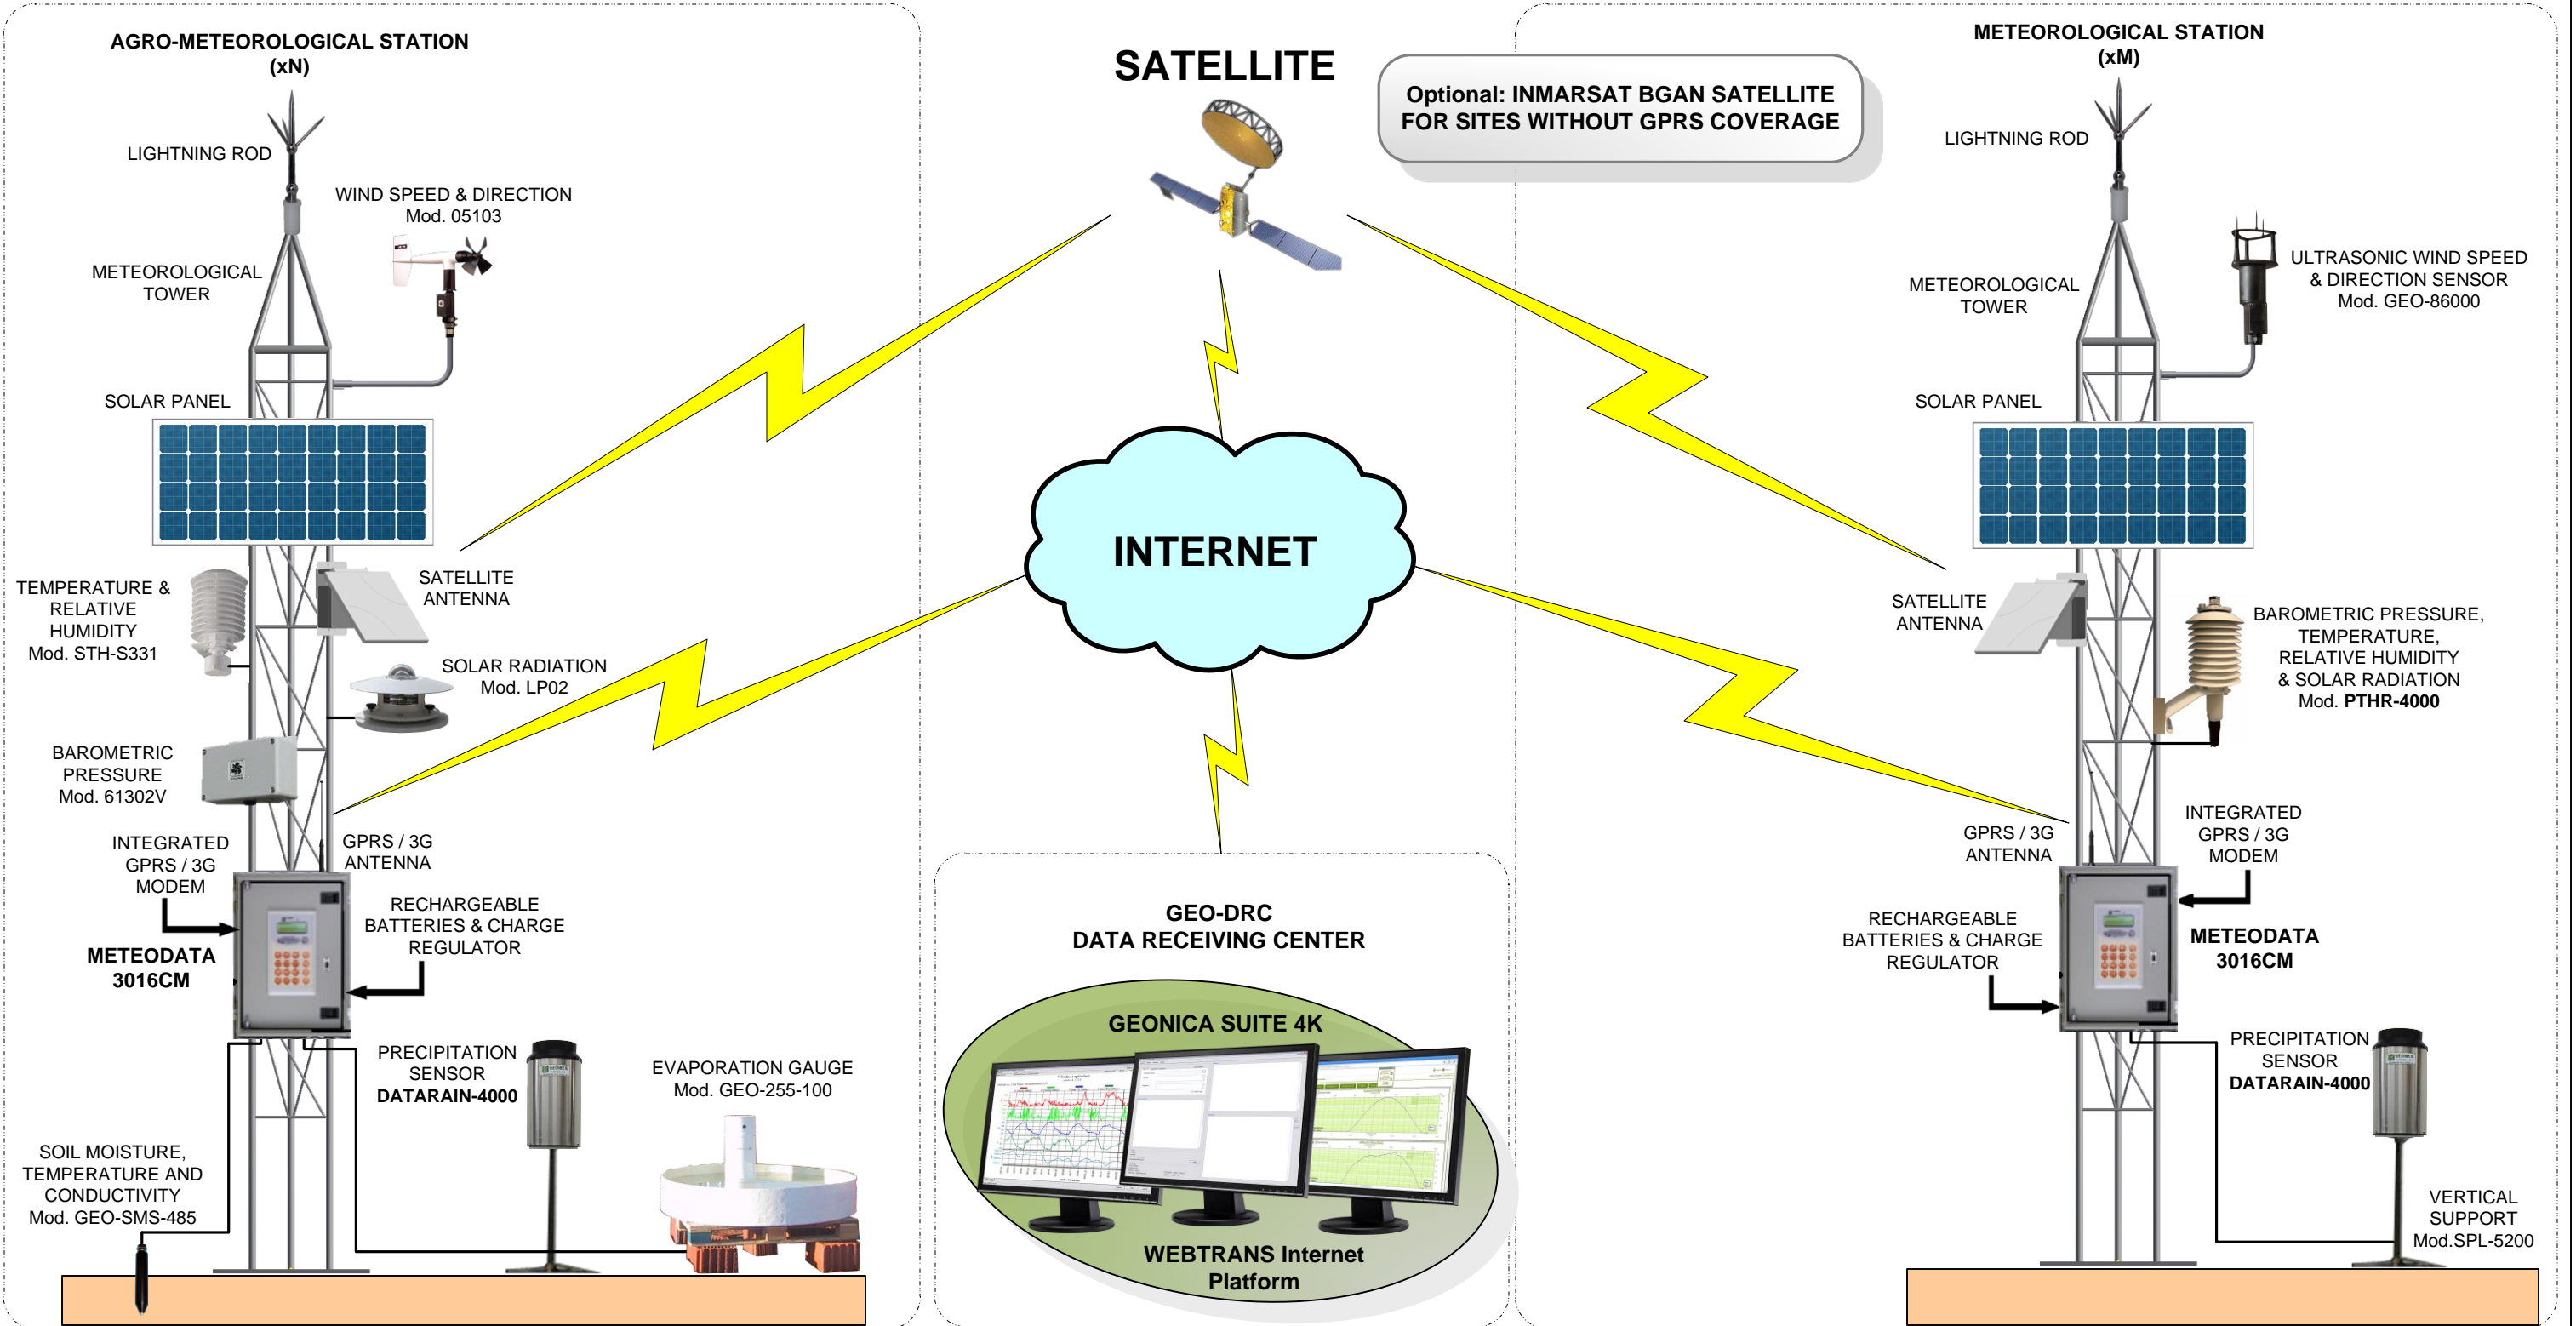 AGRO-METEOROLOGICAL STATION
(xN)
LIGHTNING ROD
WIND SPEED & DIRECTION
Mod. 05103
METEOROLOGICAL
TOWER
SOLAR PANEL
TEMPERATURE &
RELATIVE
HUMIDITY
Mod. STH-S331
SATELLITE
ANTENNA
SOLAR RADIATION
Mod. LP02
BAROMETRIC
PRESSURE
Mod. 61302V
INTEGRATED
GPRS / 3G
MODEM
GPRS / 3G
ANTENNA
RECHARGEABLE
BATTERIES & CHARGE
REGULATOR
METEODATA
3016CM
PRECIPITATION
SENSOR
DATARAIN-4000
EVAPORATION GAUGE
Mod. GEO-255-100
SOIL MOISTURE,
TEMPERATURE AND
CONDUCTIVITY
Mod. GEO-SMS-485
SATELLITE
Optional: INMARSAT BGAN SATELLITE
FOR SITES WITHOUT GPRS COVERAGE
INTERNET
GEO-DRC
DATA RECEIVING CENTER
GEONICA SUITE 4K
WEBTRANS Internet
Platform
METEOROLOGICAL STATION
(xM)
LIGHTNING ROD
ULTRASONIC WIND SPEED
& DIRECTION SENSOR
Mod. GEO-86000
METEOROLOGICAL
TOWER
SOLAR PANEL
SATELLITE
ANTENNA
BAROMETRIC PRESSURE,
TEMPERATURE,
RELATIVE HUMIDITY
& SOLAR RADIATION
Mod. PTHR-4000
GPRS / 3G
ANTENNA
INTEGRATED
GPRS / 3G
MODEM
RECHARGEABLE
BATTERIES & CHARGE
REGULATOR
METEODATA
3016CM
PRECIPITATION
SENSOR
DATARAIN-4000
VERTICAL
SUPPORT
Mod.SPL-5200